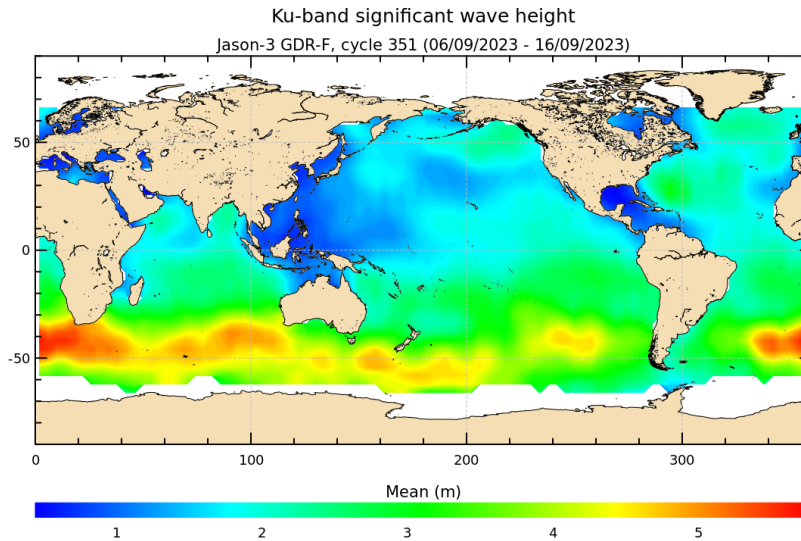 Ku-band significant wave height
Jason-3 GDR-F, cycle 351 (06/09/2023 - 16/09/2023)
50
0
-50
0 100 200 300
Mean (m)
1 2 3 4 5